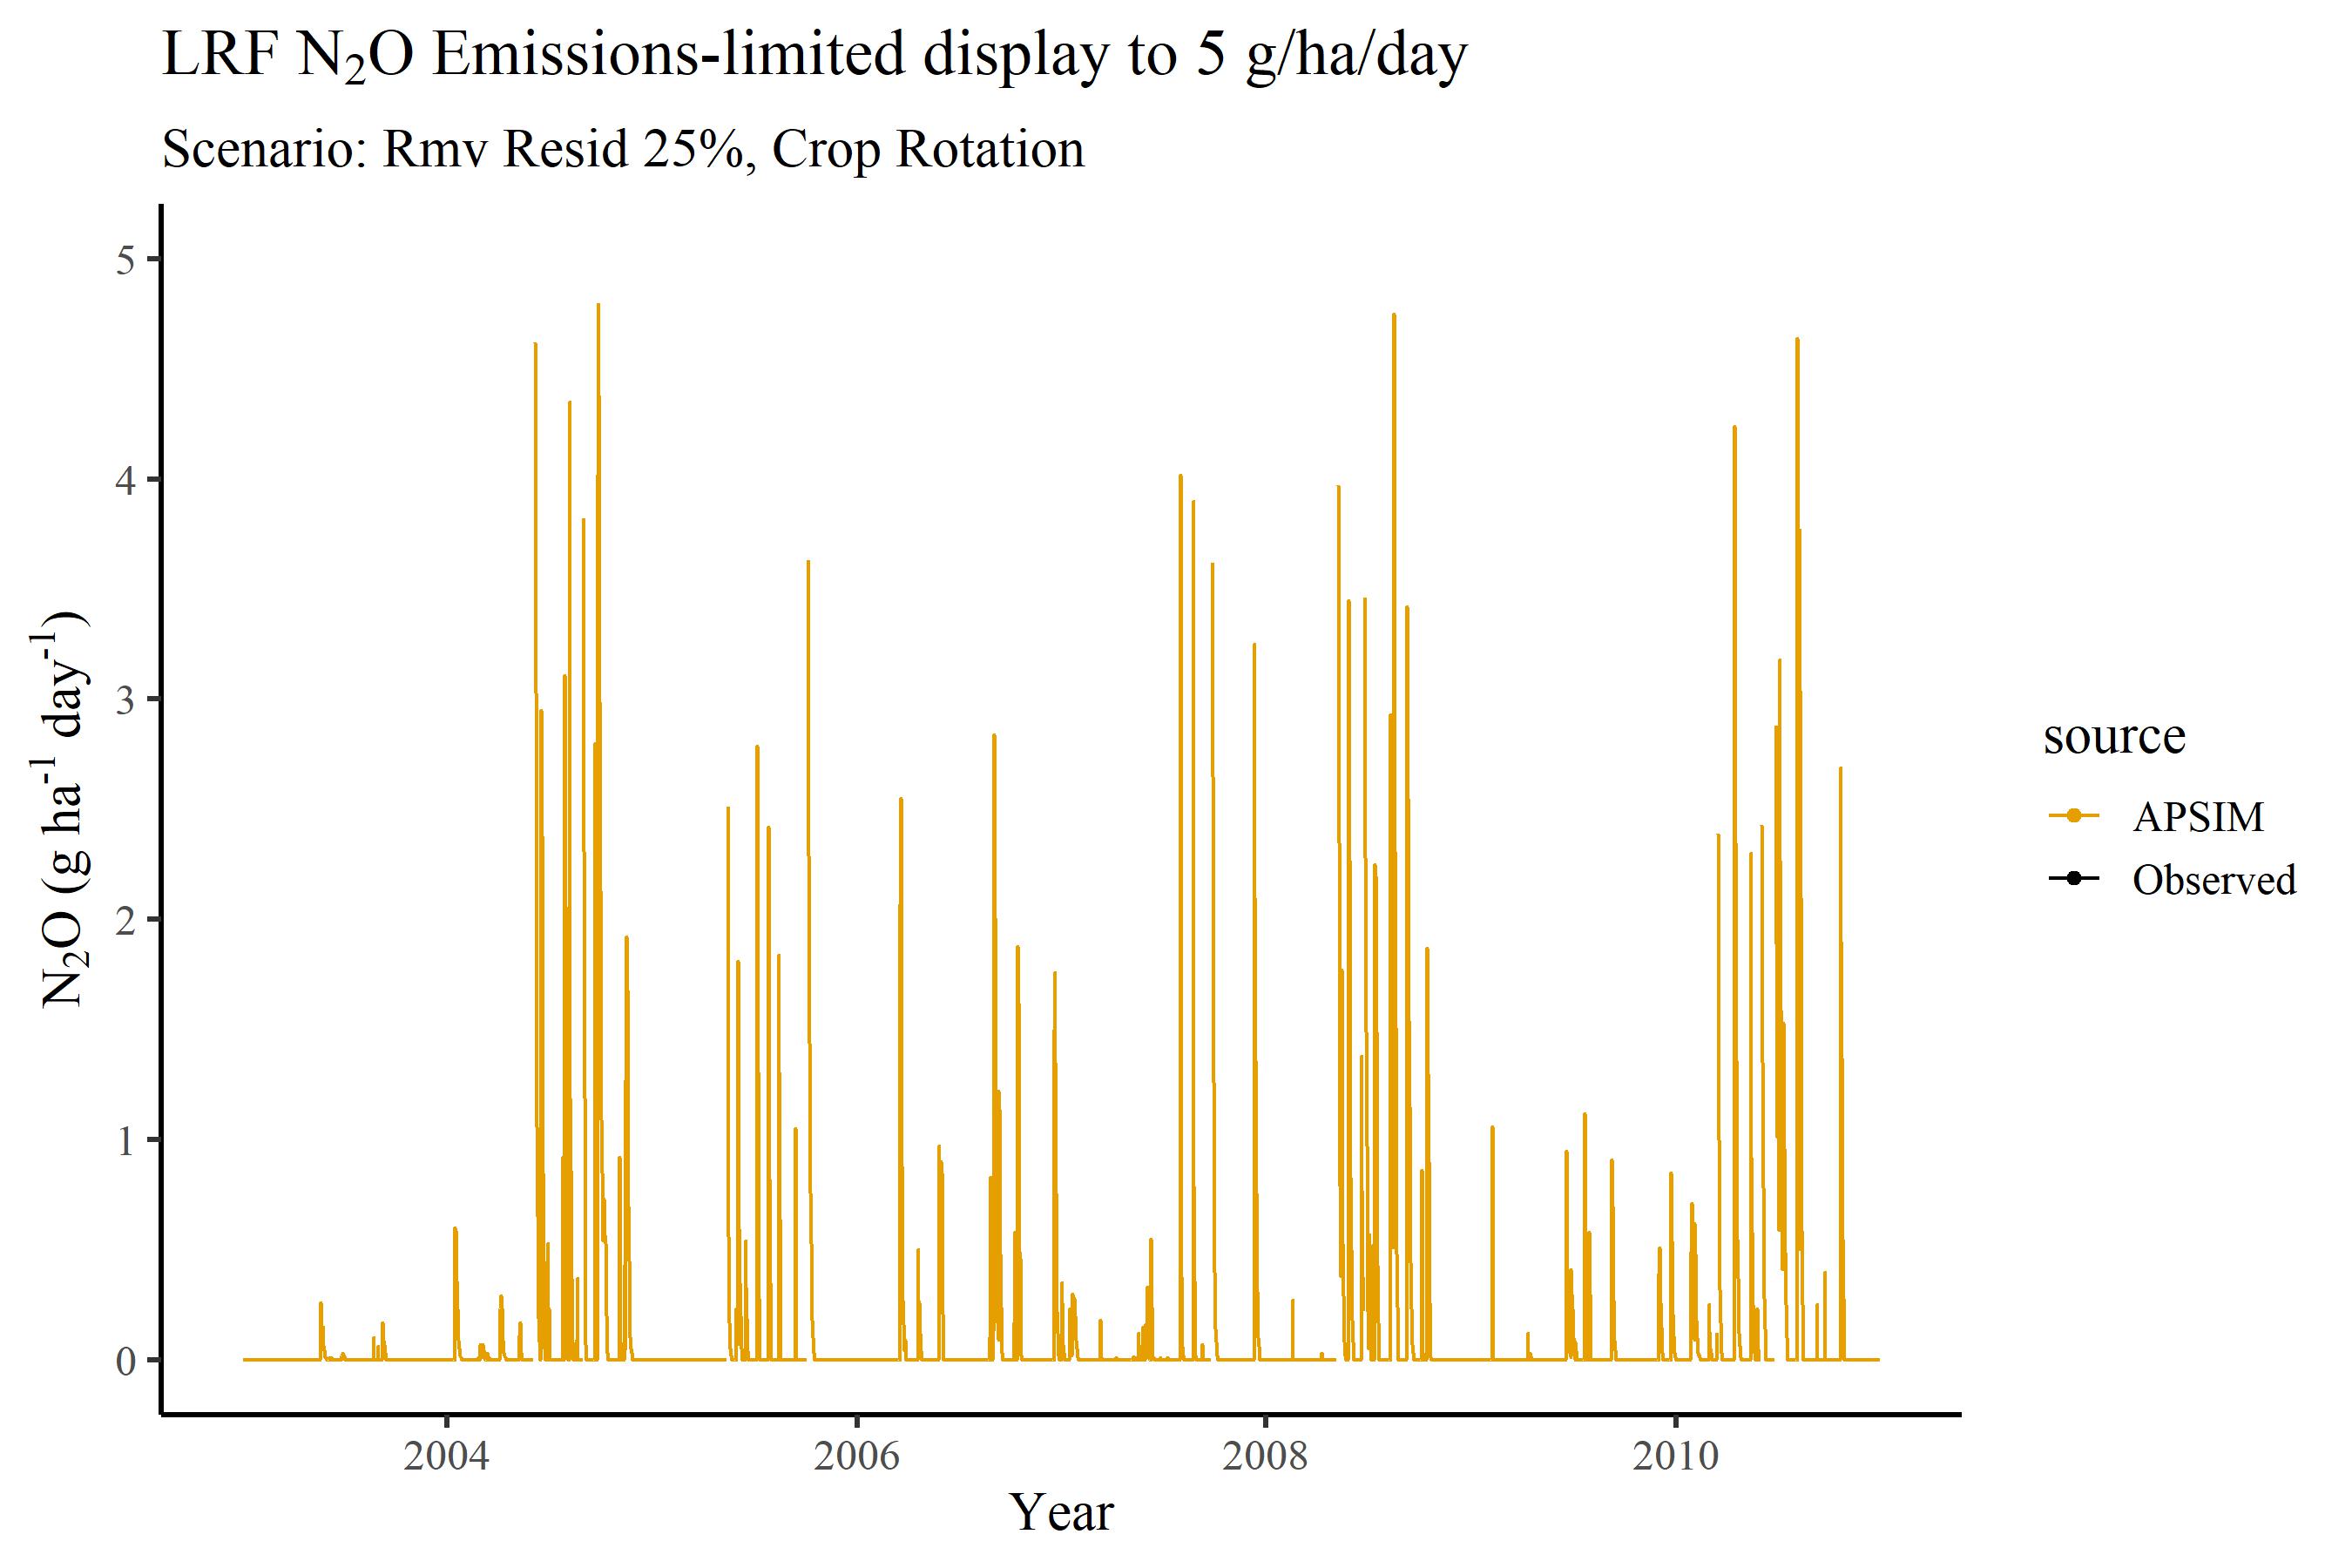 LRF N₂O Emissions-limited display to 5 g/ha/day
Scenario: Rmv Resid 25%, Crop Rotation
5
4
3
2
1
0
N₂O (g ha⁻¹ day⁻¹)
2004 2006 2008 2010
Year
source
APSIM
Observed